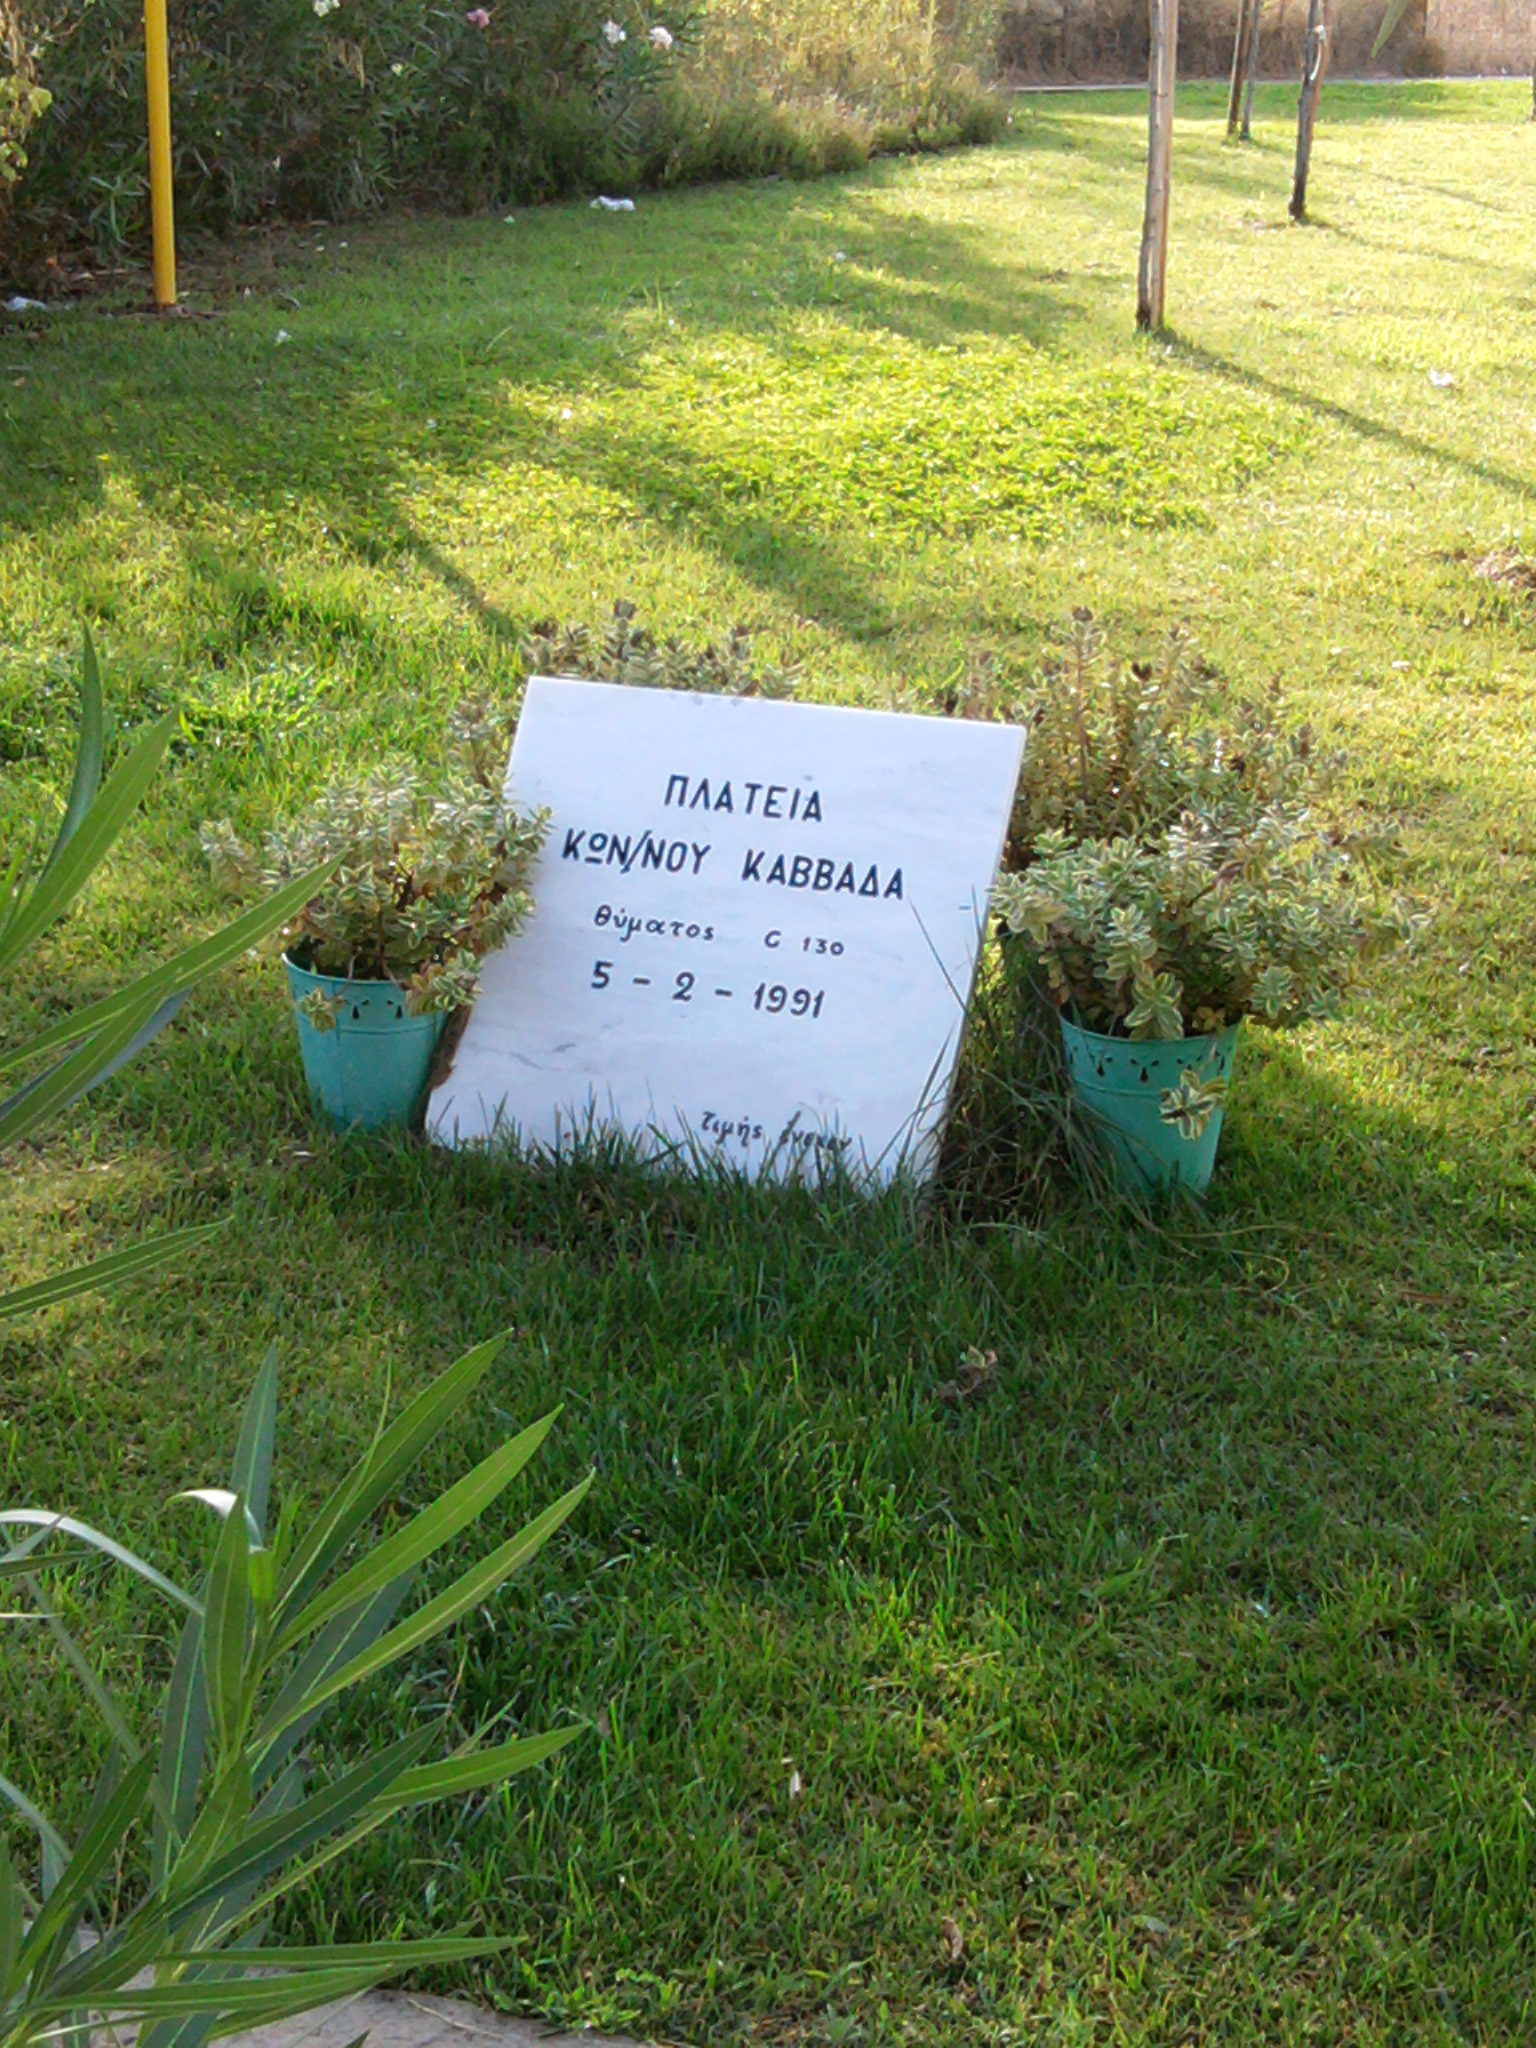 ΠΛΑΤΕΙΑ
ΚΩΝ/ΝΟΥ ΚΑΒΒΑΔΑ
θύματος C 130
5 - 2 - 1991
τιμής ένεκεν